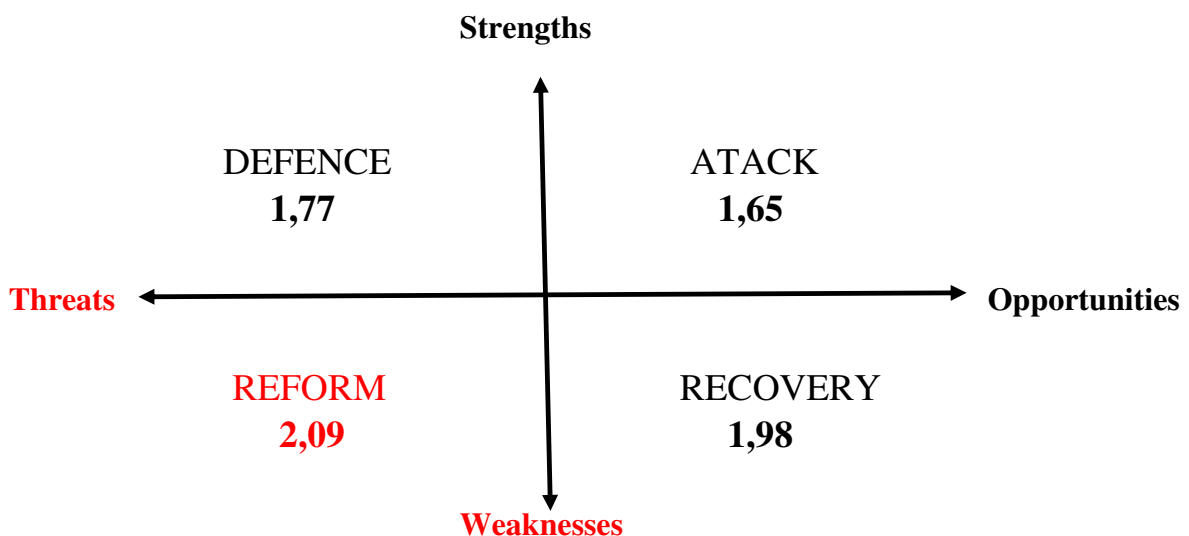 Strengths
DEFENCE
1,77
ATACK
1,65
Threats
Opportunities
REFORM
2,09
RECOVERY
1,98
Weaknesses